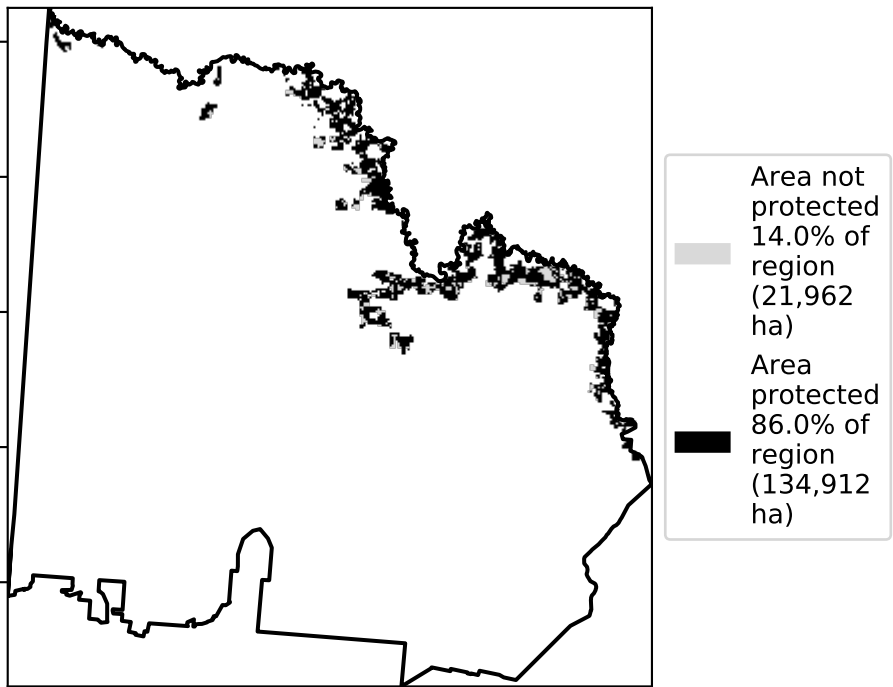 Area not
protected
14.0% of
region
(21,962
ha)
Area
protected
86.0% of
region
(134,912
ha)